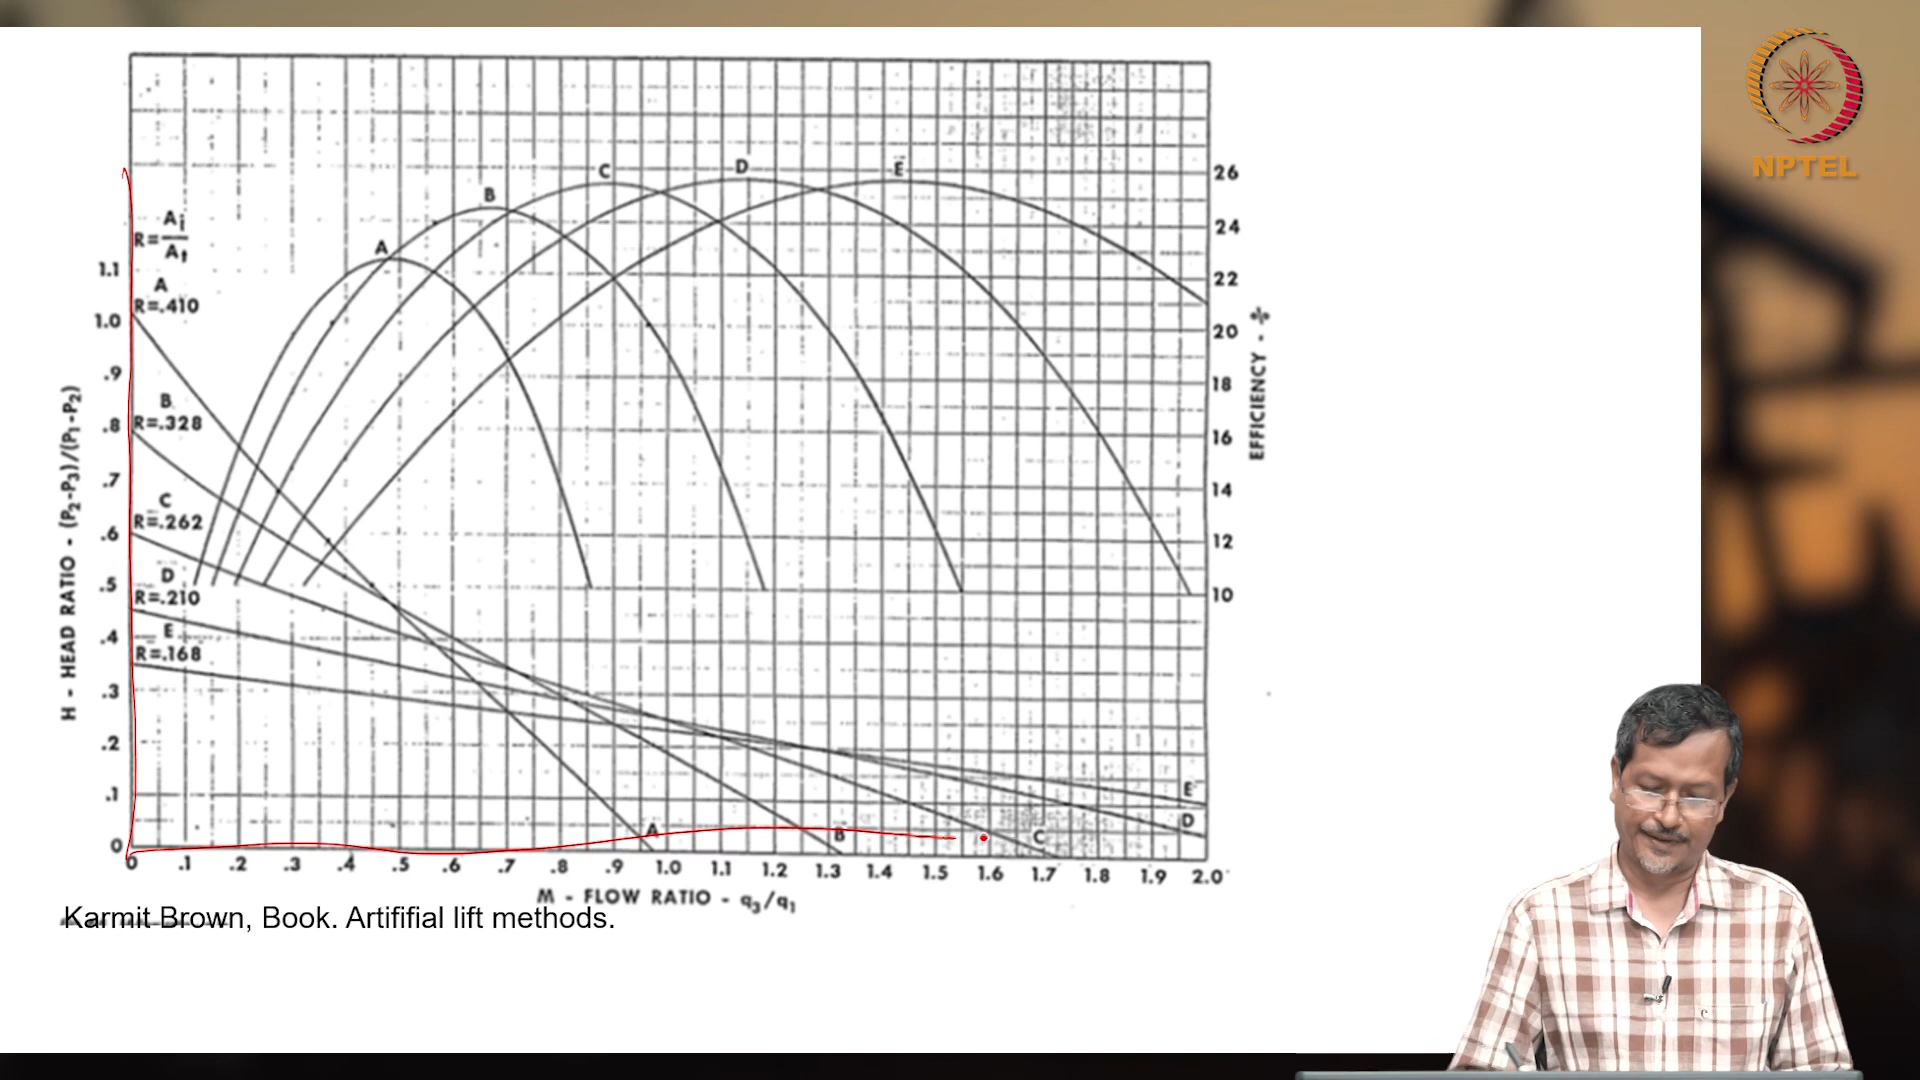 NPTEL
A B C D E
26
24
22
20
18
16
14
12
10
EFFICIENCY - %
R = Aj / At
1.1
1.0
.9
.8
.7
.6
.5
.4
.3
.2
.1
0
A
R=.410
B
R=.328
C
R=.262
D
R=.210
E
R=.168
H - HEAD RATIO - (P2-P3)/(P1-P2)
E
D
A B C
0 .1 .2 .3 .4 .5 .6 .7 .8 .9 1.0 1.1 1.2 1.3 1.4 1.5 1.6 1.7 1.8 1.9 2.0
M - FLOW RATIO - q3/q1
Karmit Brown, Book. Artififial lift methods.